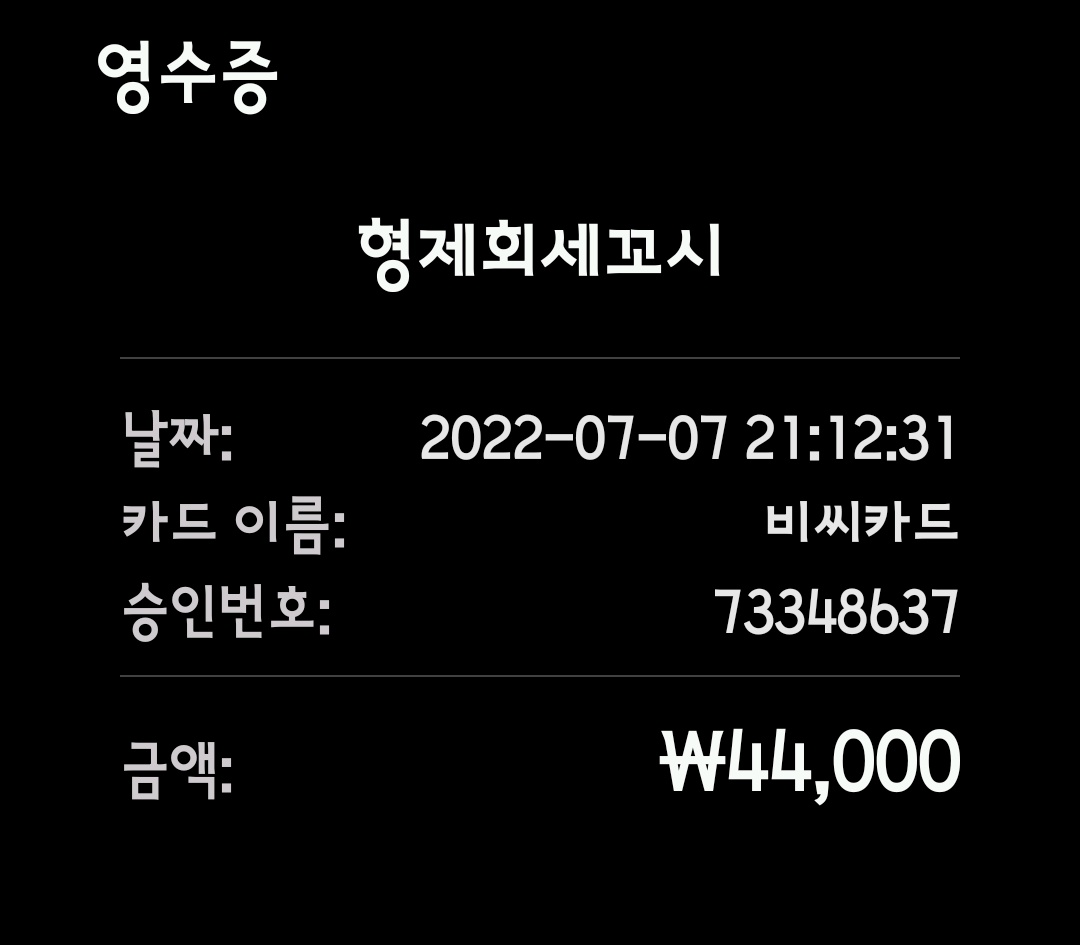 영수증
형제회세꼬시
날짜: 2022-07-07 21:12:31
카드 이름: 비씨카드
승인번호: 73348637
금액: ₩44,000